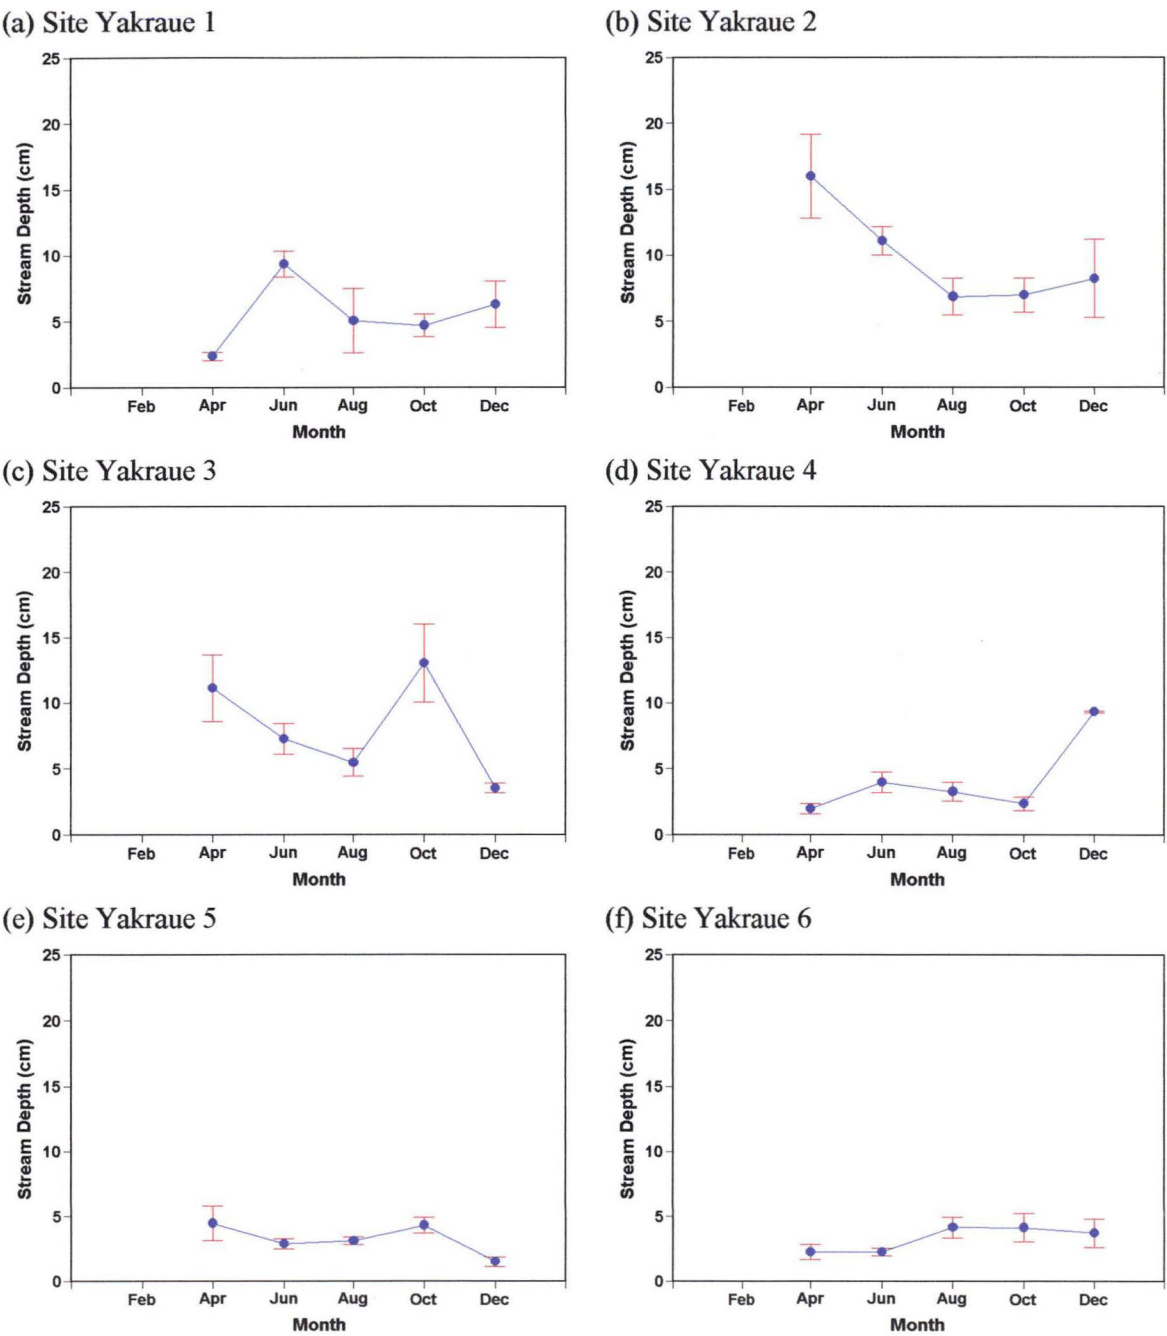 (a) Site Yakraue 1
25
20
15
10
5
0
Stream Depth (cm)
Feb Apr Jun Aug Oct Dec
Month
(b) Site Yakraue 2
25
20
15
10
5
0
Stream Depth (cm)
Feb Apr Jun Aug Oct Dec
Month
(c) Site Yakraue 3
25
20
15
10
5
0
Stream Depth (cm)
Feb Apr Jun Aug Oct Dec
Month
(d) Site Yakraue 4
25
20
15
10
5
0
Stream Depth (cm)
Feb Apr Jun Aug Oct Dec
Month
(e) Site Yakraue 5
25
20
15
10
5
0
Stream Depth (cm)
Feb Apr Jun Aug Oct Dec
Month
(f) Site Yakraue 6
25
20
15
10
5
0
Stream Depth (cm)
Feb Apr Jun Aug Oct Dec
Month